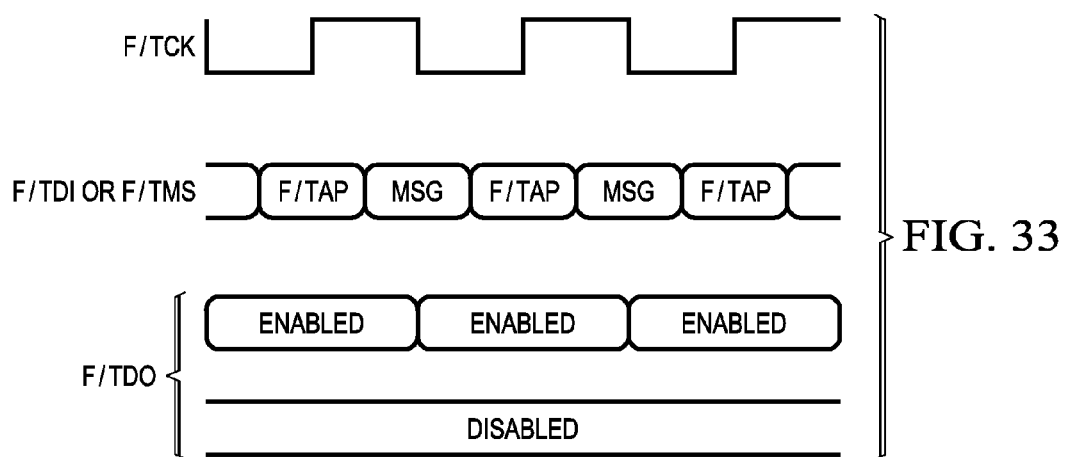 F/TCK
F/TDI OR F/TMS
F/TAP MSG F/TAP MSG F/TAP
FIG. 33
ENABLED ENABLED ENABLED
F/TDO
DISABLED